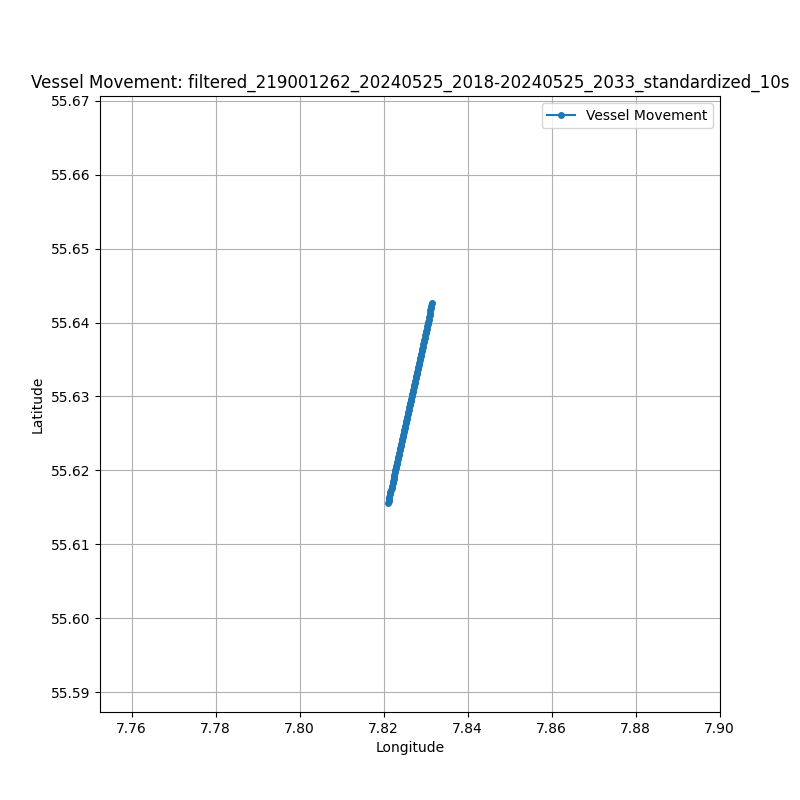 Vessel Movement: filtered_219001262_20240525_2018-20240525_2033_standardized_10s
Vessel Movement
55.67
55.66
55.65
55.64
55.63
55.62
55.61
55.60
55.59
Latitude
7.76 7.78 7.80 7.82 7.84 7.86 7.88 7.90
Longitude